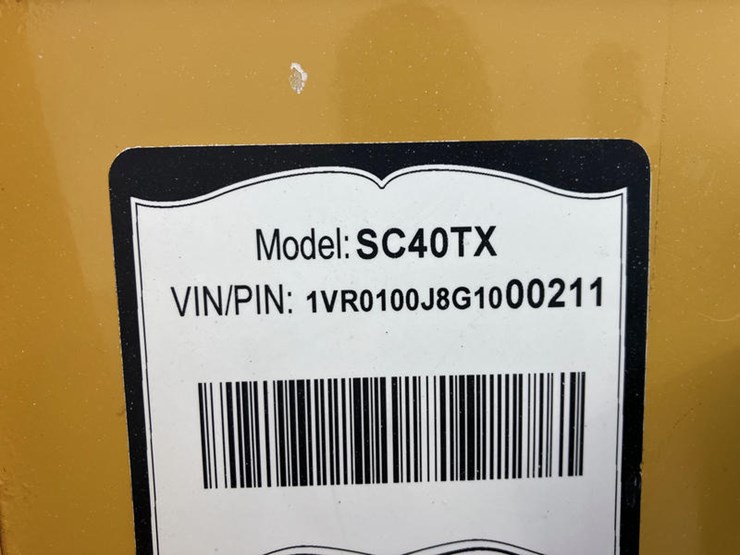 Model: SC40TX
VIN/PIN: 1VR0100J8G1000211